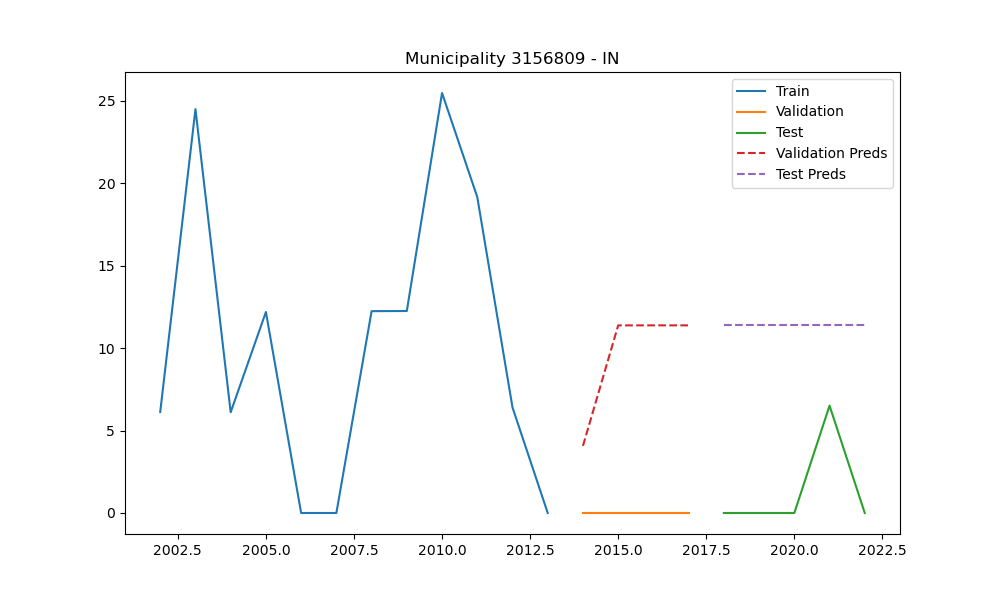 Municipality 3156809 - IN
Train
Validation
Test
Validation Preds
Test Preds
25
20
15
10
5
0
2002.5 2005.0 2007.5 2010.0 2012.5 2015.0 2017.5 2020.0 2022.5